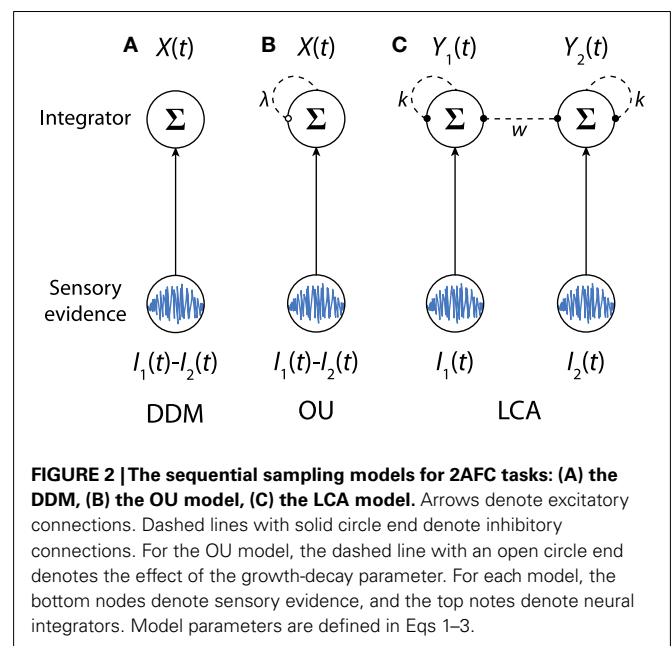 A X(t) B X(t) C Y₁(t) Y₂(t)
Integrator Σ λ Σ k Σ w Σ k
Sensory
evidence
I₁(t)-I₂(t) I₁(t)-I₂(t) I₁(t) I₂(t)
DDM OU LCA
FIGURE 2 | The sequential sampling models for 2AFC tasks: (A) the
DDM, (B) the OU model, (C) the LCA model. Arrows denote excitatory
connections. Dashed lines with solid circle end denote inhibitory
connections. For the OU model, the dashed line with an open circle end
denotes the effect of the growth-decay parameter. For each model, the
bottom nodes denote sensory evidence, and the top notes denote neural
integrators. Model parameters are defined in Eqs 1–3.